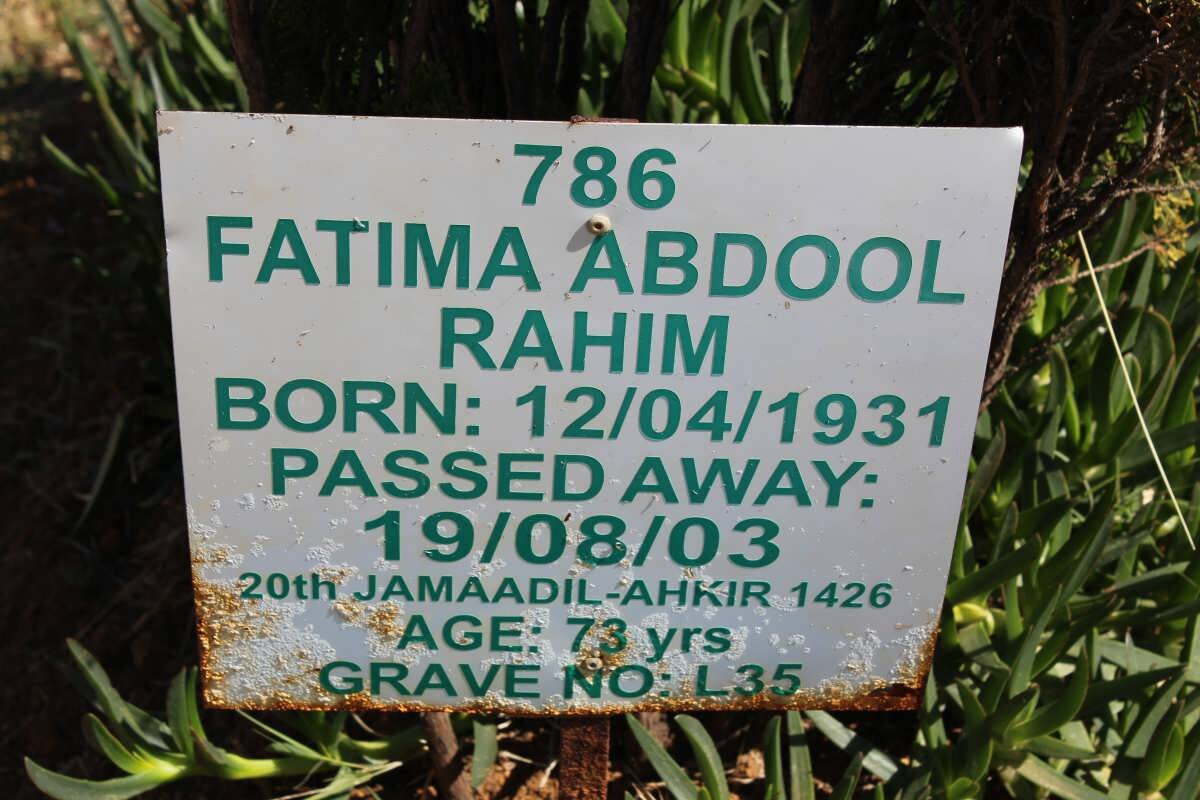 786
FATIMA ABDOOL
RAHIM
BORN: 12/04/1931
PASSED AWAY:
19/08/03
20th JAMAADIL-AHKIR 1426
AGE: 73 yrs
GRAVE NO: L35